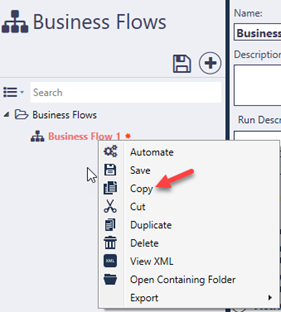 Business Flows
Name:
Business
Description
Search
Business Flows
Run Descr
Business Flow 1
Automate
Save
Copy
Cut
Duplicate
Delete
XML
View XML
Open Containing Folder
Export